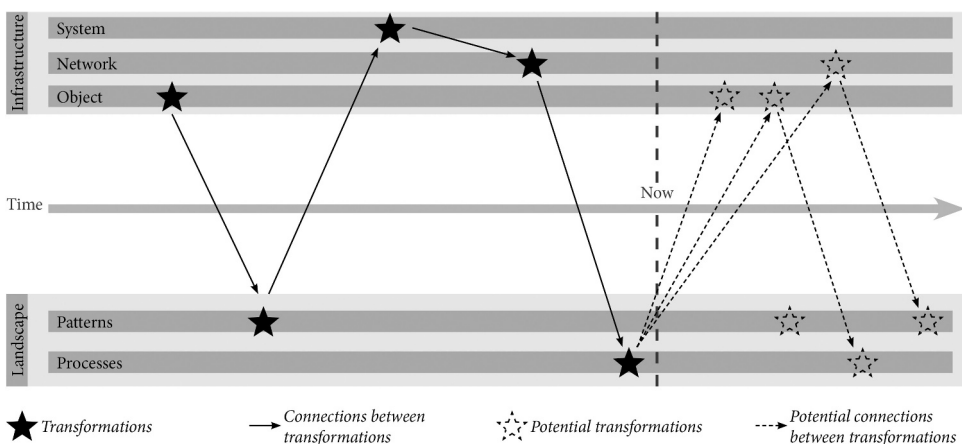 Infrastructure
System
Network
Object
Now
Time
Landscape
Patterns
Processes
Transformations
Connections between
transformations
Potential transformations
Potential connections
between transformations